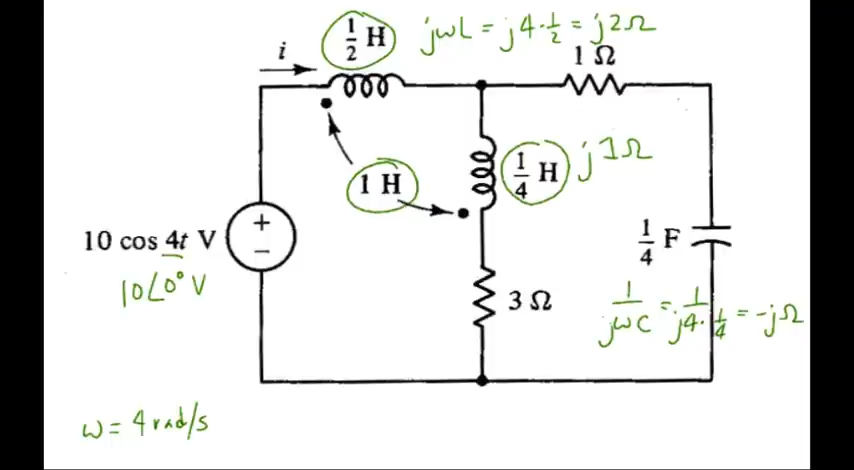 ½ H
jωL = j4·½ = j2Ω
i
1 Ω
1 H
¼ H
j1Ω
+
10 cos 4t V
−
10∠0° V
¼ F
3 Ω
1/jωC = 1/j4·¼ = -jΩ
ω = 4 rad/s